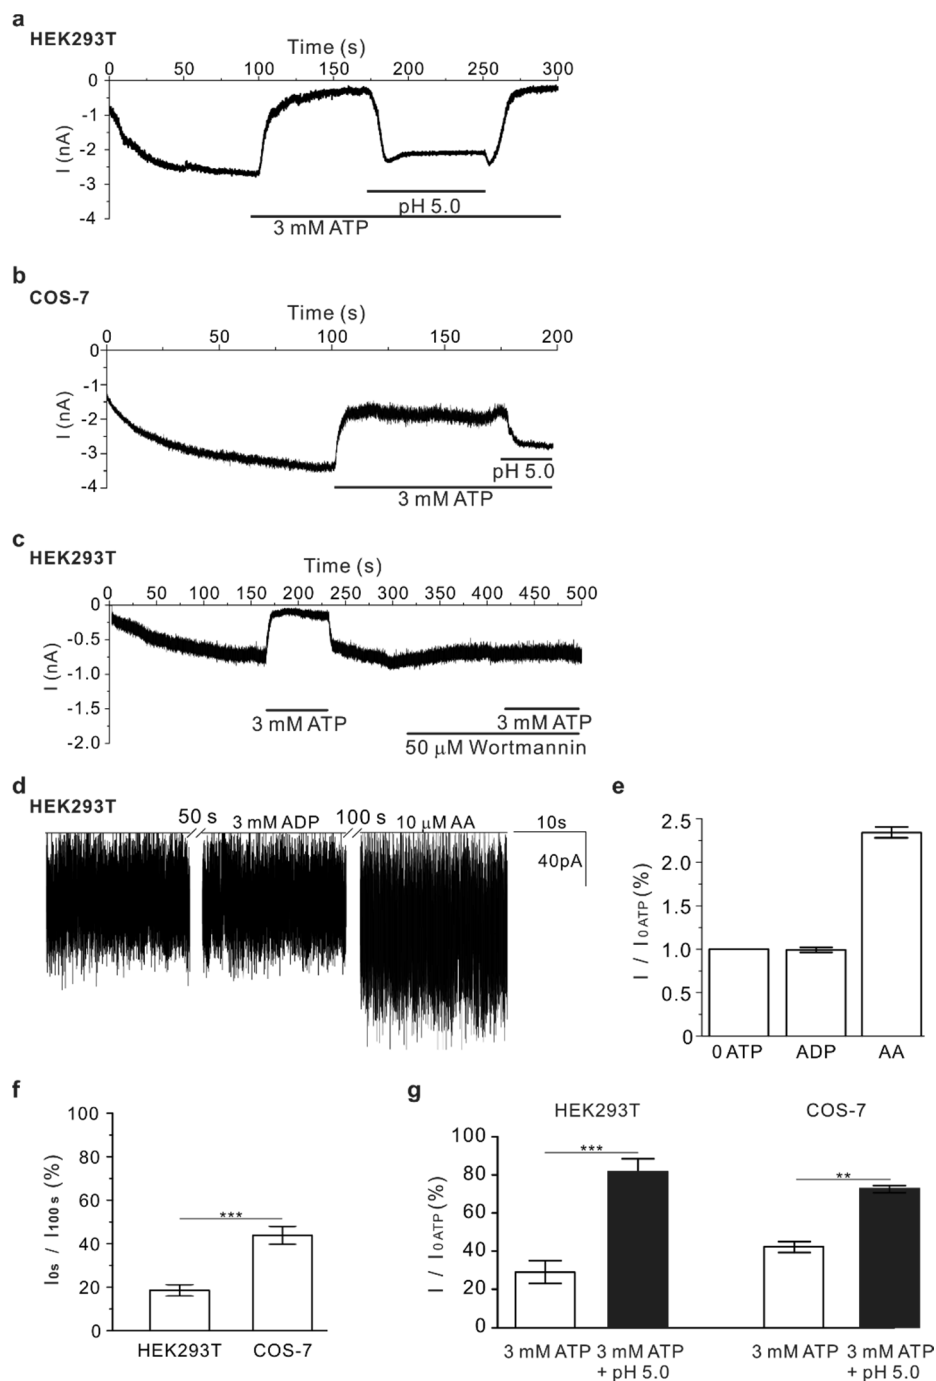 a
HEK293T
Time (s)
0 50 100 150 200 250 300
0
-1
-2
-3
-4
I (nA)
pH 5.0
3 mM ATP
b
COS-7
Time (s)
0 50 100 150 200
0
-1
-2
-3
-4
I (nA)
pH 5.0
3 mM ATP
c
HEK293T
Time (s)
0 50 100 150 200 250 300 350 400 450 500
0
-0.5
-1.0
-1.5
-2.0
I (nA)
3 mM ATP 3 mM ATP
50 μM Wortmannin
d
HEK293T
50 s 3 mM ADP 100 s 10 μM AA 10s
40pA
e
2.5
2.0
1.0
0.5
0
I / I0ATP (%)
0 ATP ADP AA
f
100
80
60
40
20
0
I0s / I100 s (%)
***
HEK293T COS-7
g
HEK293T COS-7
100
80
60
40
20
0
I / I0ATP (%)
*** **
3 mM ATP 3 mM ATP 3 mM ATP 3 mM ATP
+ pH 5.0 + pH 5.0